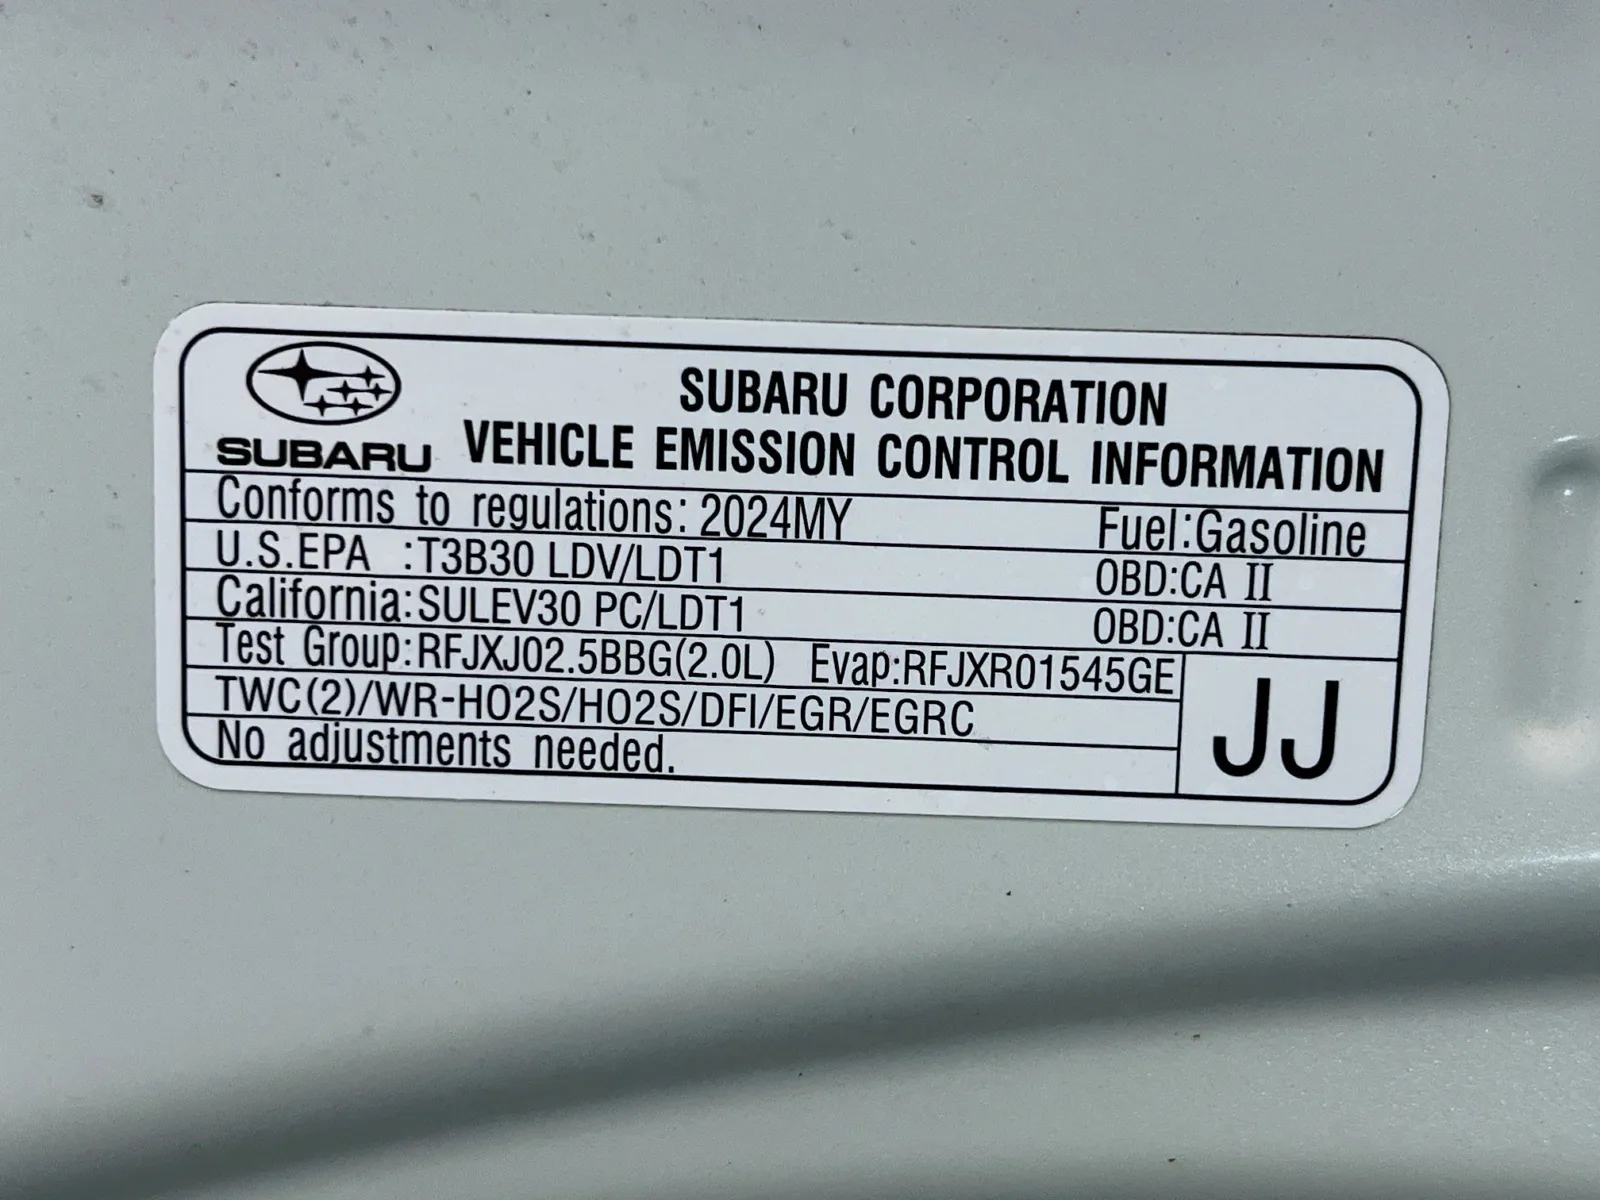 SUBARU CORPORATION
SUBARU VEHICLE EMISSION CONTROL INFORMATION
Conforms to regulations: 2024MY Fuel:Gasoline
U.S.EPA :T3B30 LDV/LDT1 OBD:CA II
California:SULEV30 PC/LDT1 OBD:CA II
Test Group:RFJXJ02.5BBG(2.0L) Evap:RFJXR01545GE
TWC(2)/WR-HO2S/HO2S/DFI/EGR/EGRC
No adjustments needed.
JJ